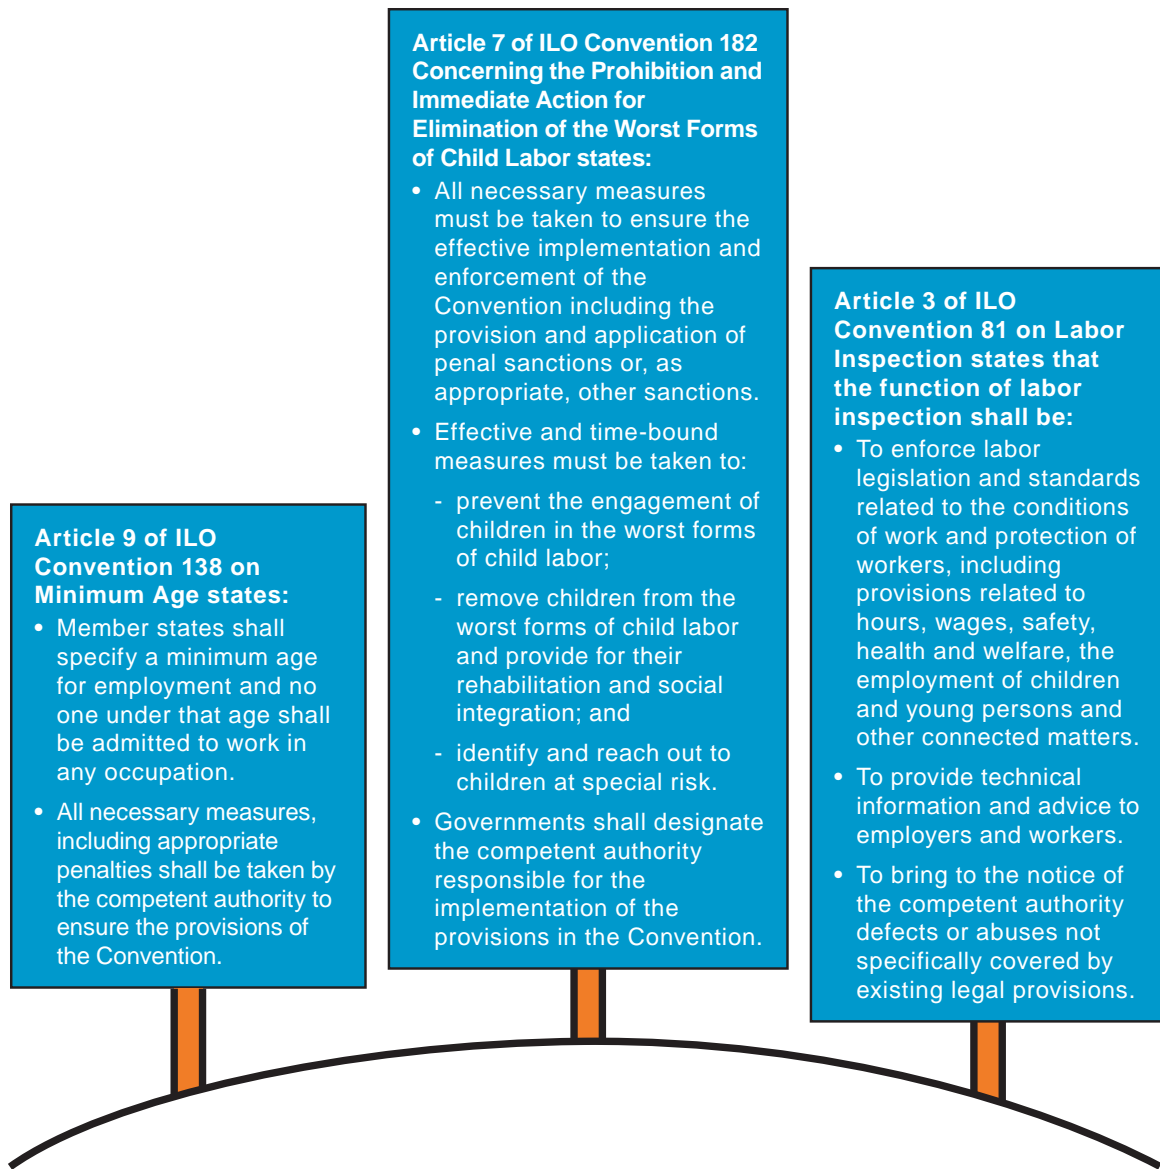 Article 7 of ILO Convention 182
Concerning the Prohibition and
Immediate Action for
Elimination of the Worst Forms
of Child Labor states:
• All necessary measures
must be taken to ensure the
effective implementation and
enforcement of the
Convention including the
provision and application of
penal sanctions or, as
appropriate, other sanctions.
• Effective and time-bound
measures must be taken to:
- prevent the engagement of
children in the worst forms
of child labor;
- remove children from the
worst forms of child labor
and provide for their
rehabilitation and social
integration; and
- identify and reach out to
children at special risk.
• Governments shall designate
the competent authority
responsible for the
implementation of the
provisions in the Convention.
Article 3 of ILO
Convention 81 on Labor
Inspection states that
the function of labor
inspection shall be:
• To enforce labor
legislation and standards
related to the conditions
of work and protection of
workers, including
provisions related to
hours, wages, safety,
health and welfare, the
employment of children
and young persons and
other connected matters.
• To provide technical
information and advice to
employers and workers.
• To bring to the notice of
the competent authority
defects or abuses not
specifically covered by
existing legal provisions.
Article 9 of ILO
Convention 138 on
Minimum Age states:
• Member states shall
specify a minimum age
for employment and no
one under that age shall
be admitted to work in
any occupation.
• All necessary measures,
including appropriate
penalties shall be taken by
the competent authority to
ensure the provisions of
the Convention.